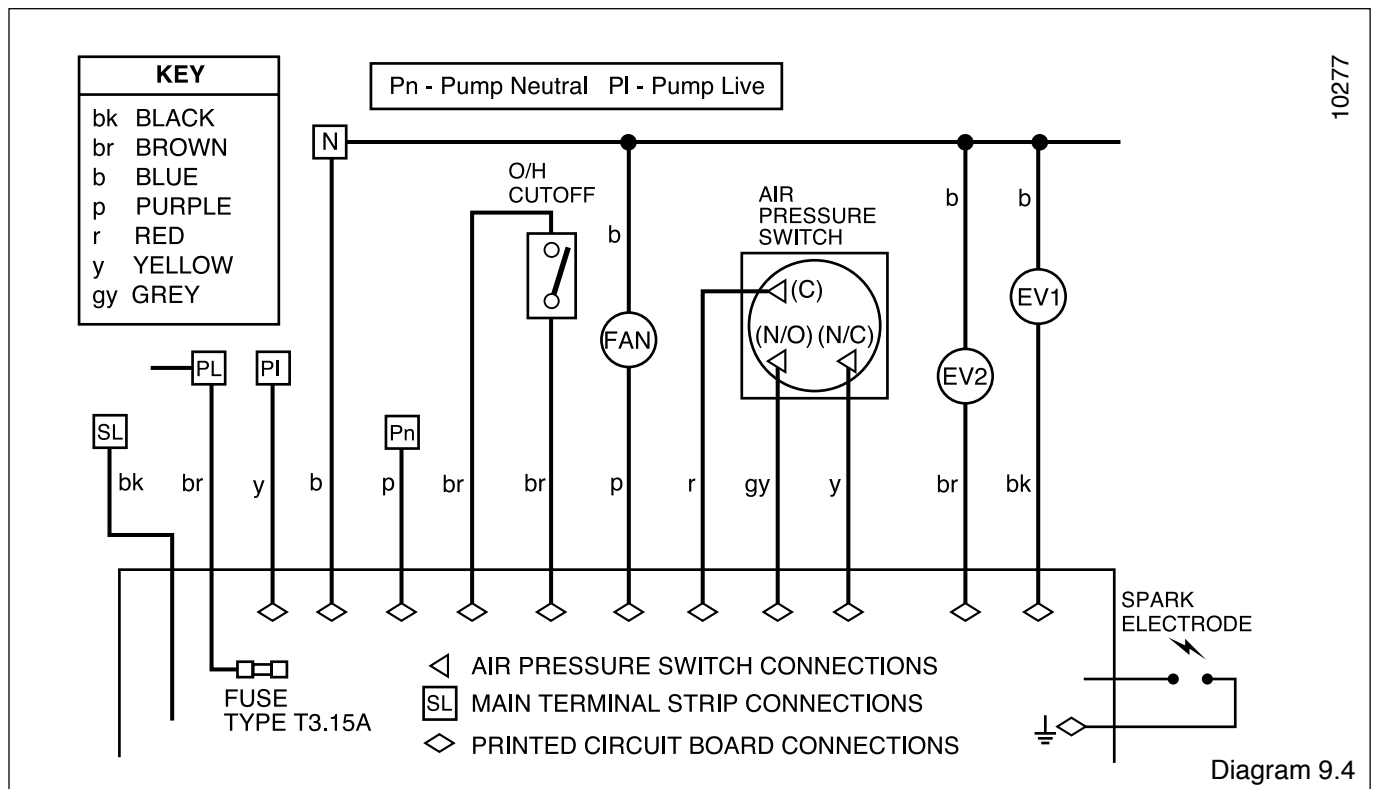 KEY
bk BLACK
br BROWN
b BLUE
p PURPLE
r RED
y YELLOW
gy GREY
Pn - Pump Neutral Pl - Pump Live
10277
N
O/H
CUTOFF
AIR
PRESSURE
SWITCH
b
b
b
(C)
(N/O) (N/C)
FAN
EV1
EV2
PL
Pl
SL
Pn
bk
br
y
b
p
br
br
p
r
gy
y
br
bk
SPARK
ELECTRODE
FUSE
TYPE T3.15A
AIR PRESSURE SWITCH CONNECTIONS
SL MAIN TERMINAL STRIP CONNECTIONS
PRINTED CIRCUIT BOARD CONNECTIONS
Diagram 9.4